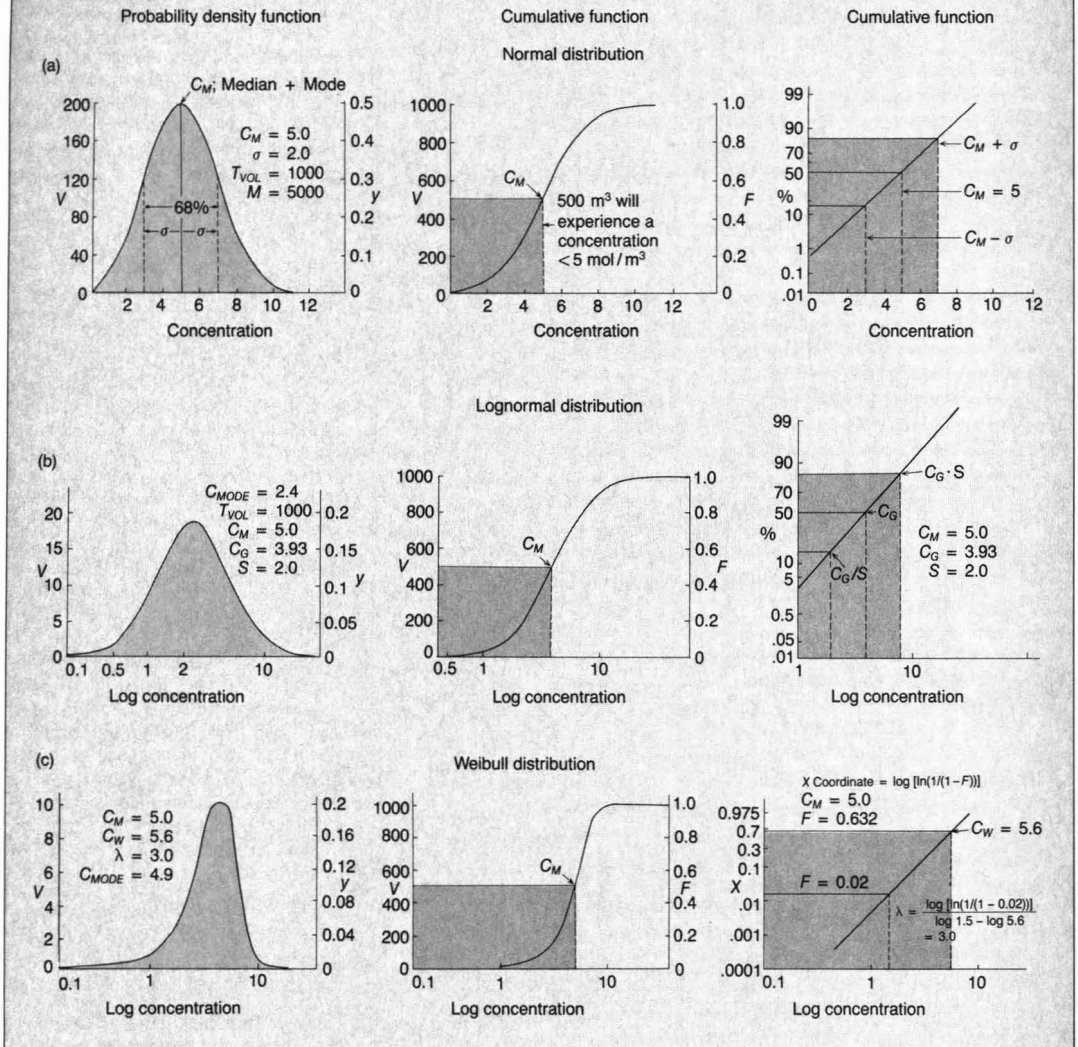 Probability density function
Cumulative function
Cumulative function
Normal distribution
(a)
C_M; Median + Mode
C_M = 5.0
σ = 2.0
T_VOL = 1000
M = 5000
68%
σ σ
200
160
120
80
40
0
V
0.5
0.4
0.3
0.2
0.1
0
y
2 4 6 8 10 12
Concentration
1000
800
600
400
200
0
V
C_M
500 m³ will
experience a
concentration
<5 mol/m³
1.0
0.8
0.6
0.4
0.2
0
F
2 4 6 8 10 12
Concentration
99
90
70
50
%
10
1
0.1
.01
C_M + σ
C_M = 5
C_M − σ
0 2 4 6 8 10 12
Concentration
Lognormal distribution
(b)
C_MODE = 2.4
T_VOL = 1000
C_M = 5.0
C_G = 3.93
S = 2.0
20
15
10
5
0
V
0.2
0.15
0.1
0.05
0
y
0.1 0.5 1 2 10
Log concentration
1000
800
600
400
200
0
V
C_M
1.0
0.8
0.6
0.4
0.2
0
F
0.5 1 10
Log concentration
99
90
70
50
%
10
5
0.5
.05
.01
C_G·S
C_G
C_G/S
C_M = 5.0
C_G = 3.93
S = 2.0
1 10
Log concentration
(c)
Weibull distribution
C_M = 5.0
C_W = 5.6
λ = 3.0
C_MODE = 4.9
10
8
6
4
2
0
V
0.2
0.16
0.12
0.08
0.04
0
y
0.1 1 10
Log concentration
1000
800
600
400
200
0
V
C_M
1.0
0.8
0.6
0.4
0.2
0
F
0.1 1 10
Log concentration
X Coordinate = log [ln(1/(1−F))]
C_M = 5.0
F = 0.632
0.975
0.7
0.3
0.1
X
.01
.001
.0001
C_W = 5.6
F = 0.02
λ = log [ln(1/(1 − 0.02))]
log 1.5 − log 5.6
= 3.0
0.1 1 10
Log concentration